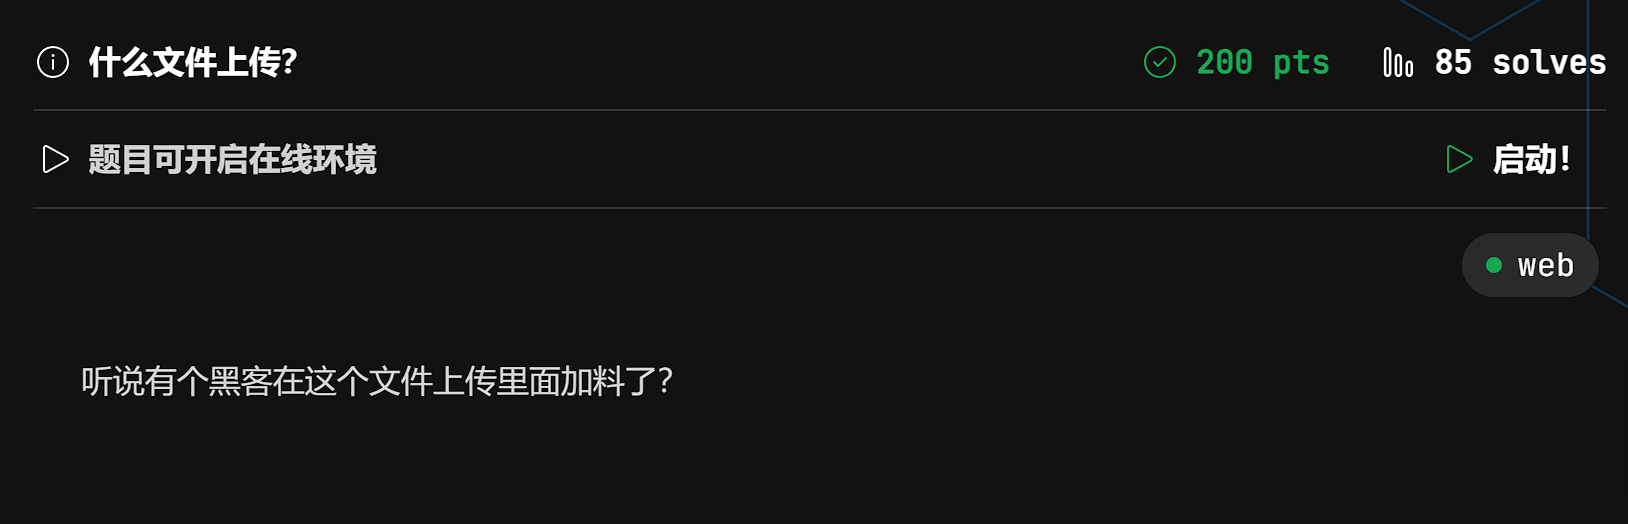 什么文件上传? 200 pts 85 solves
题目可开启在线环境 启动!
web
听说有个黑客在这个文件上传里面加料了?